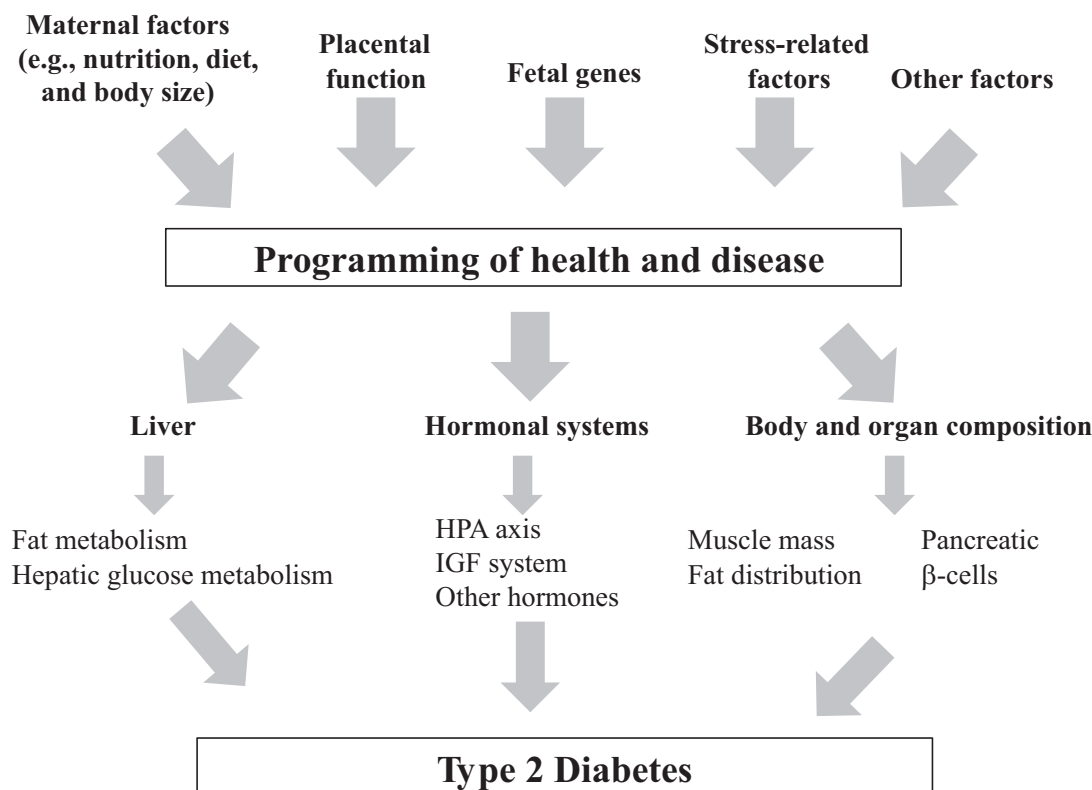 Maternal factors
(e.g., nutrition, diet,
and body size)
Placental
function
Fetal genes
Stress-related
factors
Other factors
Programming of health and disease
Liver
Hormonal systems
Body and organ composition
Fat metabolism
Hepatic glucose metabolism
HPA axis
IGF system
Other hormones
Muscle mass
Fat distribution
Pancreatic
β-cells
Type 2 Diabetes